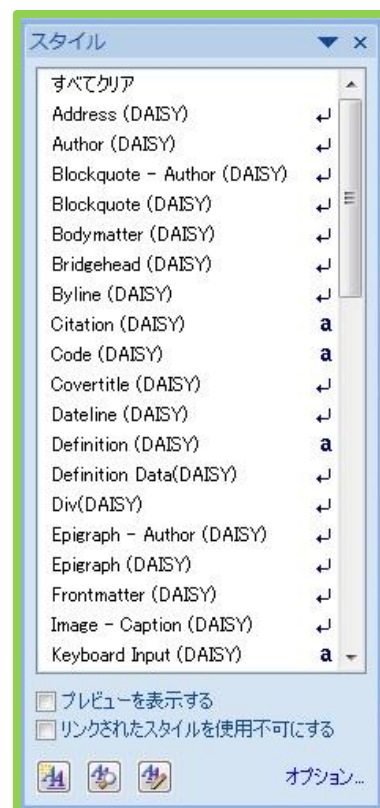 スタイル
すべてクリア
Address (DAISY)
Author (DAISY)
Blockquote - Author (DAISY)
Blockquote (DAISY)
Bodymatter (DAISY)
Bridgehead (DAISY)
Byline (DAISY)
Citation (DAISY) a
Code (DAISY) a
Covertitle (DAISY)
Dateline (DAISY)
Definition (DAISY) a
Definition Data(DAISY)
Div(DAISY)
Epigraph - Author (DAISY)
Epigraph (DAISY)
Frontmatter (DAISY)
Image - Caption (DAISY)
Keyboard Input (DAISY) a
プレビューを表示する
リンクされたスタイルを使用不可にする
オプション...